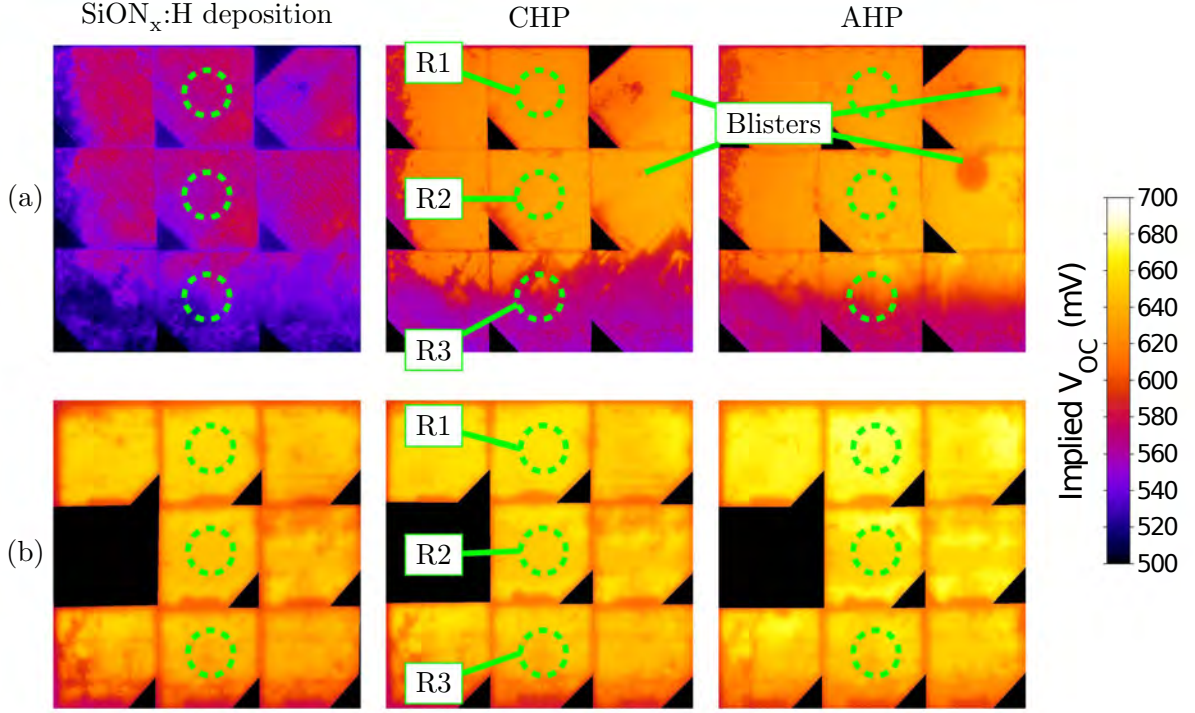 SiONx:H deposition
CHP
AHP
R1
Blisters
R2
(a)
R3
700
680
660
640
620
600
580
560
540
520
500
Implied VOC (mV)
R1
R2
(b)
R3